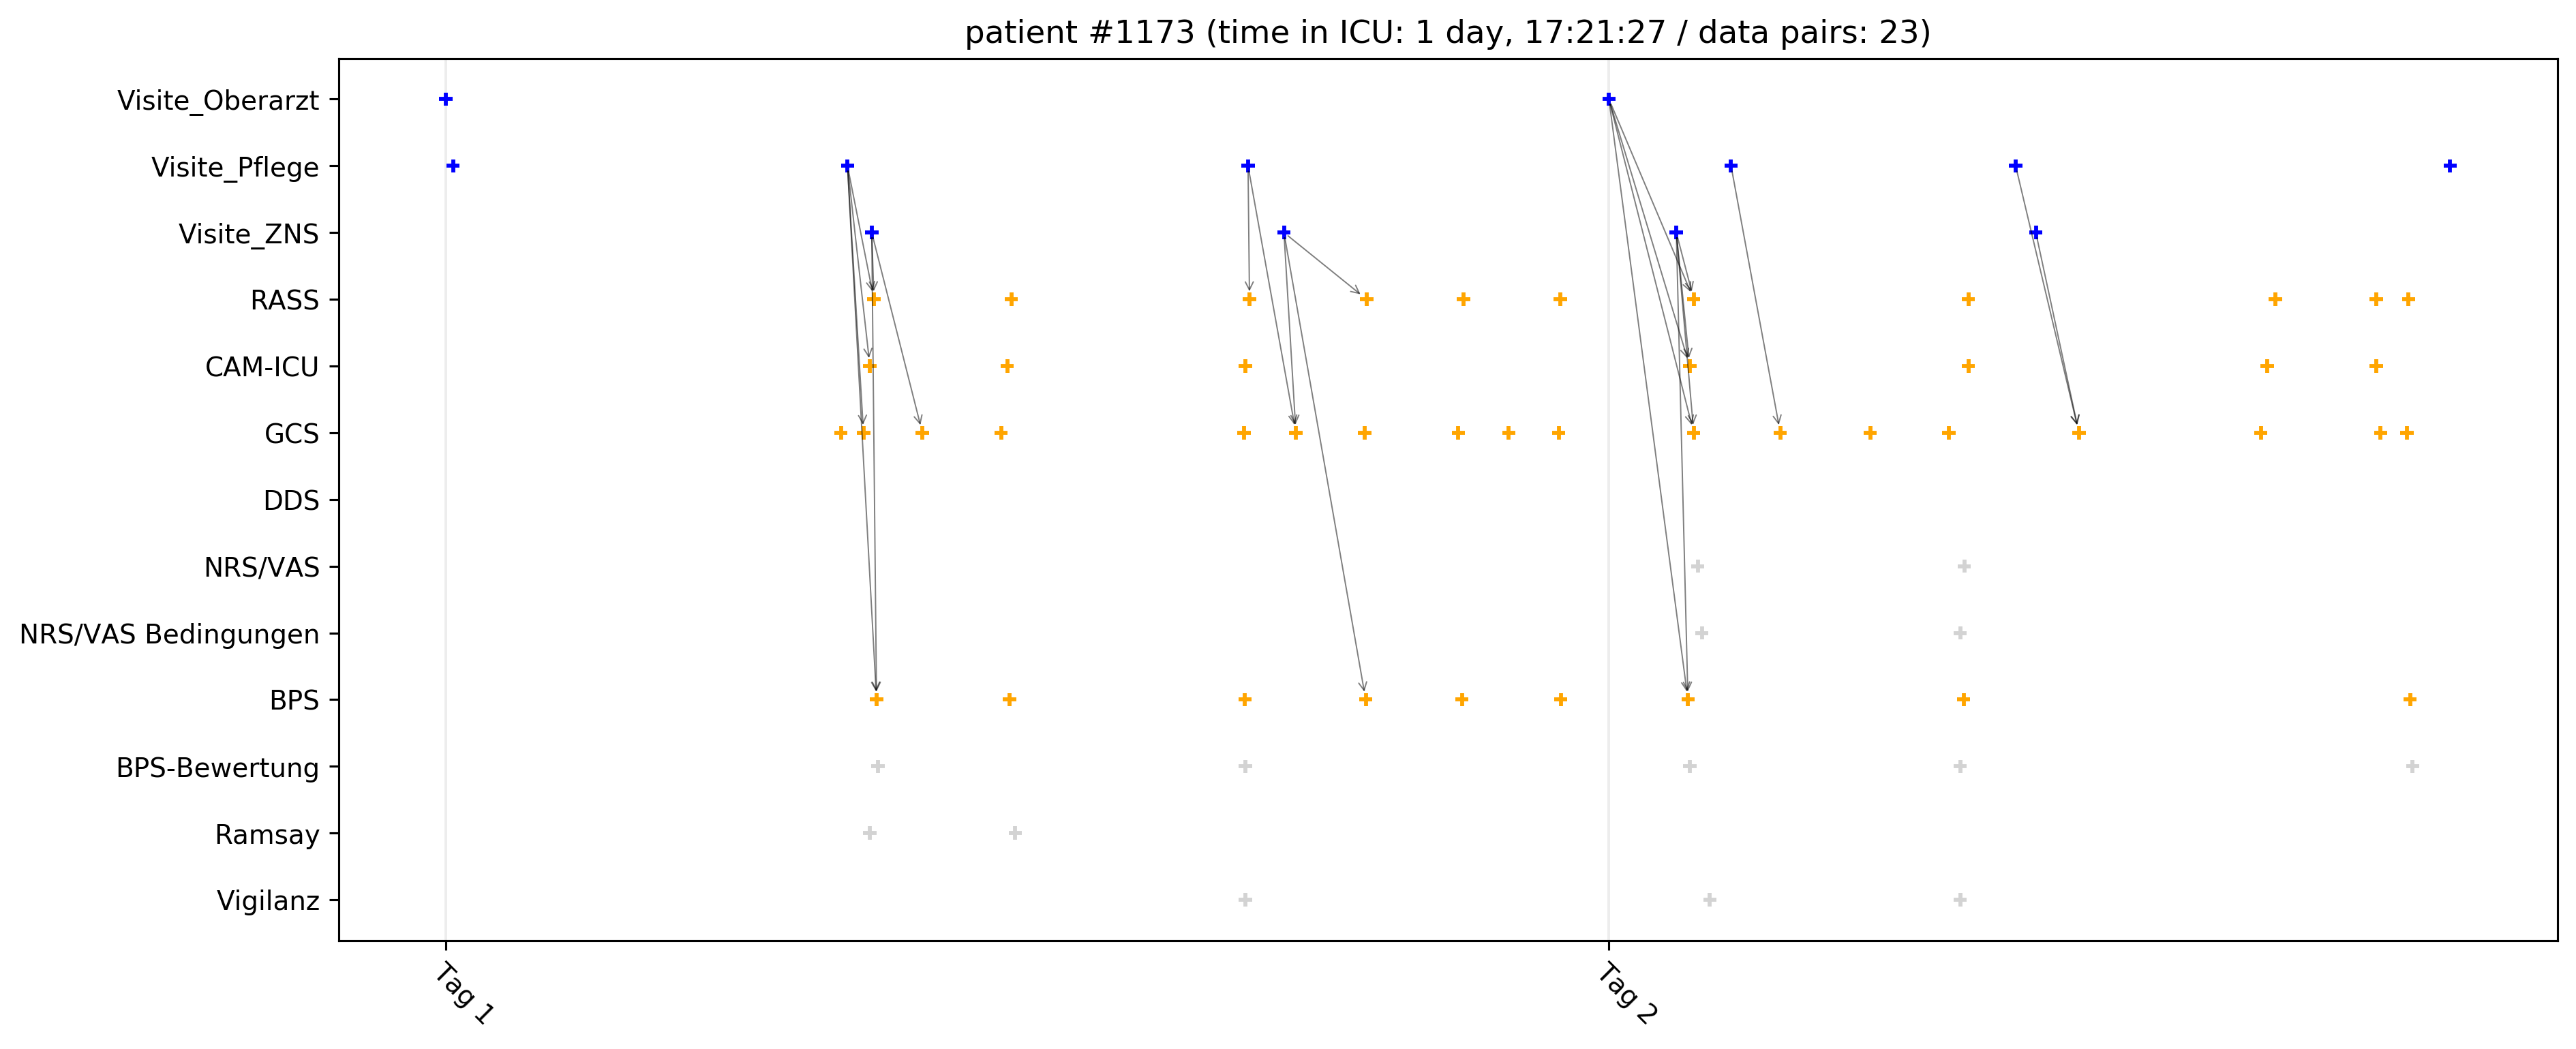 patient #1173 (time in ICU: 1 day, 17:21:27 / data pairs: 23)
Visite_Oberarzt
Visite_Pflege
Visite_ZNS
RASS
CAM-ICU
GCS
DDS
NRS/VAS
NRS/VAS Bedingungen
BPS
BPS-Bewertung
Ramsay
Vigilanz
Tag 1
Tag 2